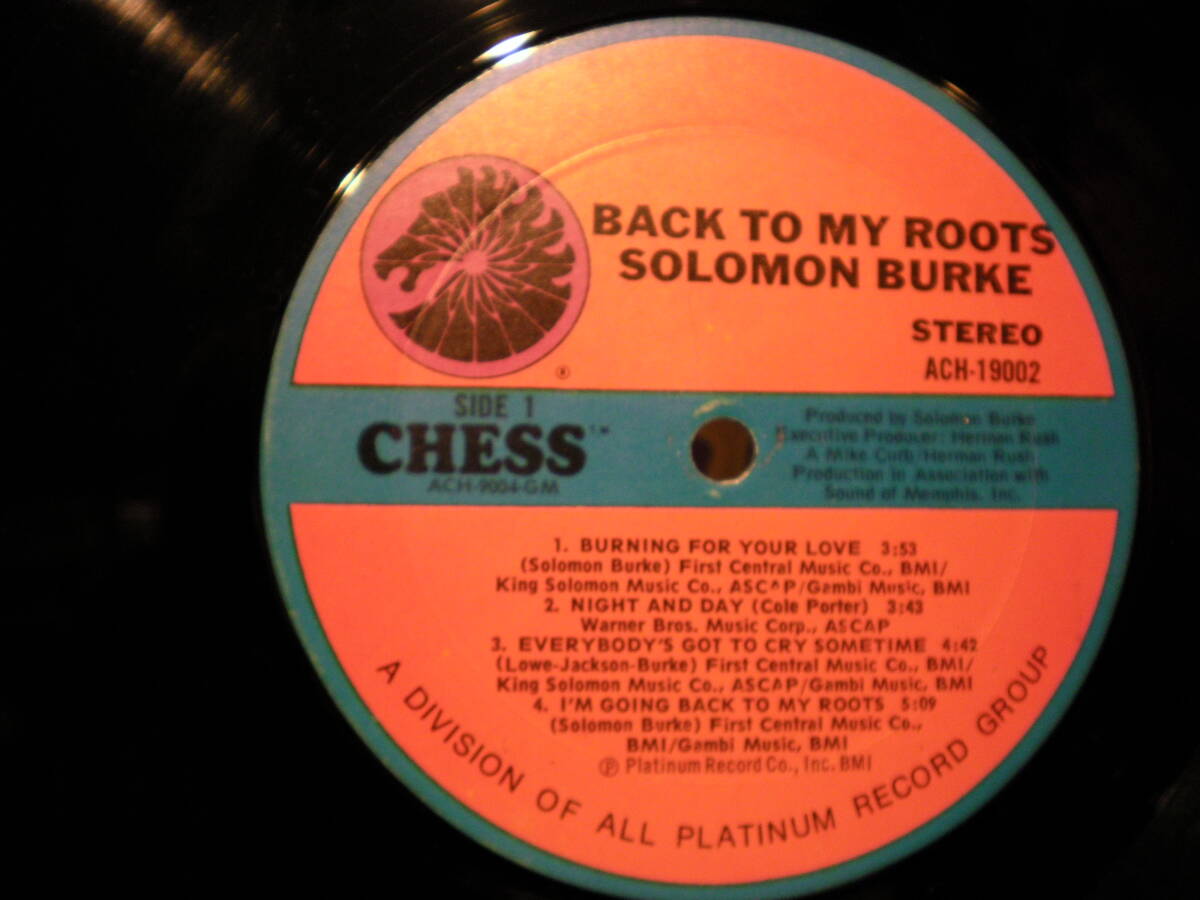 BACK TO MY ROOTS
SOLOMON BURKE
STEREO
ACH-19002
®
SIDE 1
CHESS™
ACH-9004-GM
Produced by Solomon Burke
Executive Producer: Herman Rush
A Mike Curb/Herman Rush
Production in Association with
Sound of Memphis, Inc.
1. BURNING FOR YOUR LOVE 3:53
(Solomon Burke) First Central Music Co., BMI/
King Solomon Music Co., ASCAP/Gambi Music, BMI
2. NIGHT AND DAY (Cole Porter) 3:43
Warner Bros. Music Corp., ASCAP
3. EVERYBODY'S GOT TO CRY SOMETIME 4:42
(Lowe-Jackson-Burke) First Central Music Co., BMI/
King Solomon Music Co., ASCAP/Gambi Music, BMI
4. I'M GOING BACK TO MY ROOTS 5:09
(Solomon Burke) First Central Music Co.,
BMI/Gambi Music, BMI
℗ Platinum Record Co., Inc. BMI
A DIVISION OF ALL PLATINUM RECORD GROUP